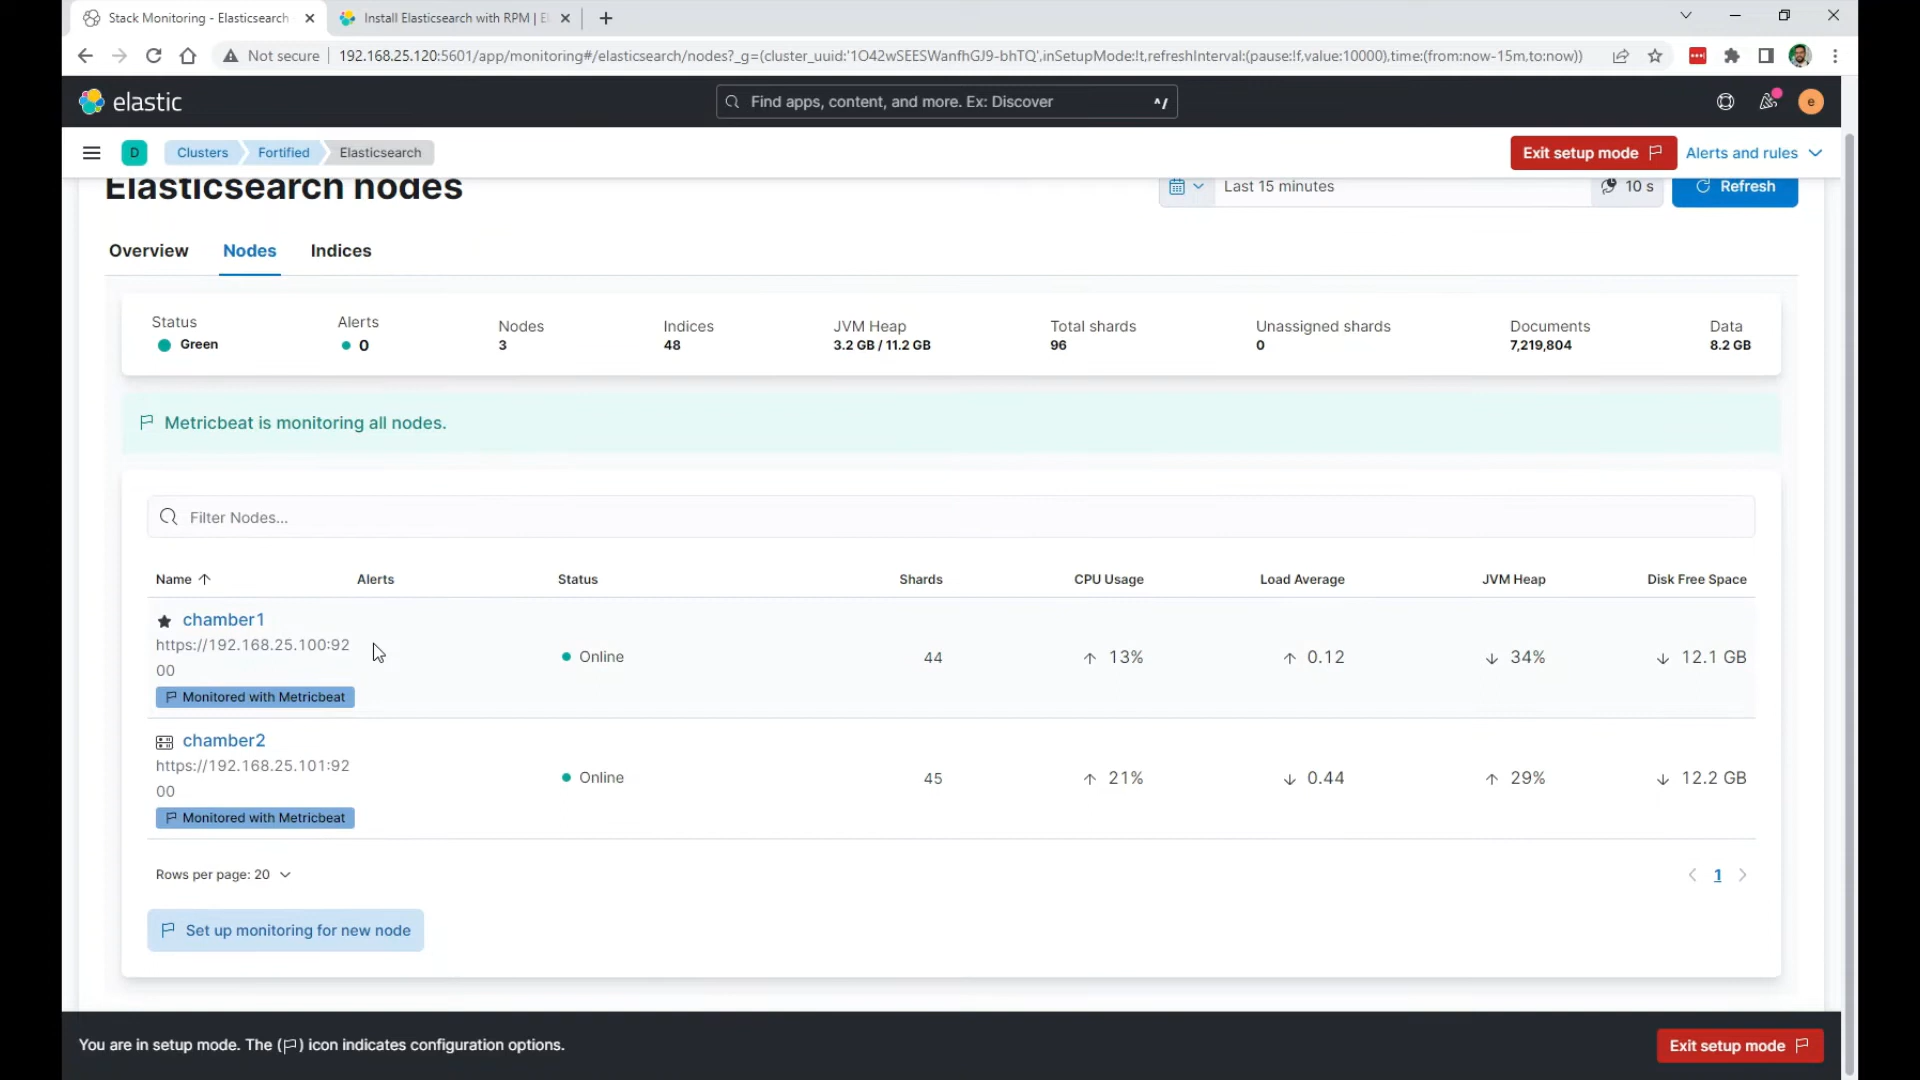 Stack Monitoring - Elasticsearch
Install Elasticsearch with RPM | El
Not secure
192.168.25.120:5601/app/monitoring#/elasticsearch/nodes?_g=(cluster_uuid:'1O42wSEESWanfhGJ9-bhTQ',inSetupMode:!t,refreshInterval:(pause:!f,value:10000),time:(from:now-15m,to:now))
elastic
Find apps, content, and more. Ex: Discover
^/
e
D
Clusters
Fortified
Elasticsearch
Exit setup mode
Alerts and rules
Elasticsearch nodes
Last 15 minutes
10 s
Refresh
Overview
Nodes
Indices
Status
Green
Alerts
0
Nodes
3
Indices
48
JVM Heap
3.2 GB / 11.2 GB
Total shards
96
Unassigned shards
0
Documents
7,219,804
Data
8.2 GB
Metricbeat is monitoring all nodes.
Filter Nodes...
Name Alerts Status Shards CPU Usage Load Average JVM Heap Disk Free Space
chamber1
https://192.168.25.100:92
00
Monitored with Metricbeat
Online 44 13% 0.12 34% 12.1 GB
chamber2
https://192.168.25.101:92
00
Monitored with Metricbeat
Online 45 21% 0.44 29% 12.2 GB
Rows per page: 20
1
Set up monitoring for new node
You are in setup mode. The ( ) icon indicates configuration options.
Exit setup mode